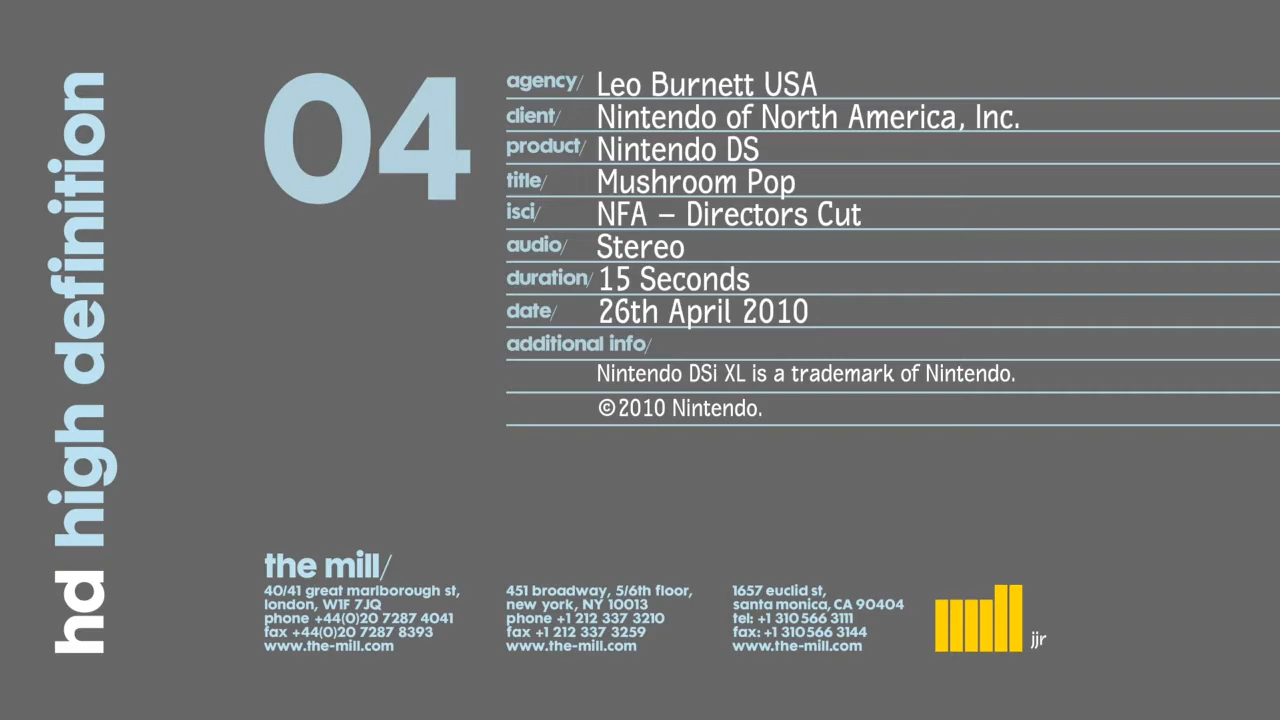 hd high definition
04
agency/ Leo Burnett USA
client/ Nintendo of North America, Inc.
product/ Nintendo DS
title/ Mushroom Pop
isci/ NFA – Directors Cut
audio/ Stereo
duration/ 15 Seconds
date/ 26th April 2010
additional info/
Nintendo DSi XL is a trademark of Nintendo.
©2010 Nintendo.
the mill/
40/41 great marlborough st,
london, W1F 7JQ
phone +44(0)20 7287 4041
fax +44(0)20 7287 8393
www.the-mill.com
451 broadway, 5/6th floor,
new york, NY 10013
phone +1 212 337 3210
fax +1 212 337 3259
www.the-mill.com
1657 euclid st,
santa monica, CA 90404
tel: +1 310 566 3111
fax: +1 310 566 3144
www.the-mill.com
jjr